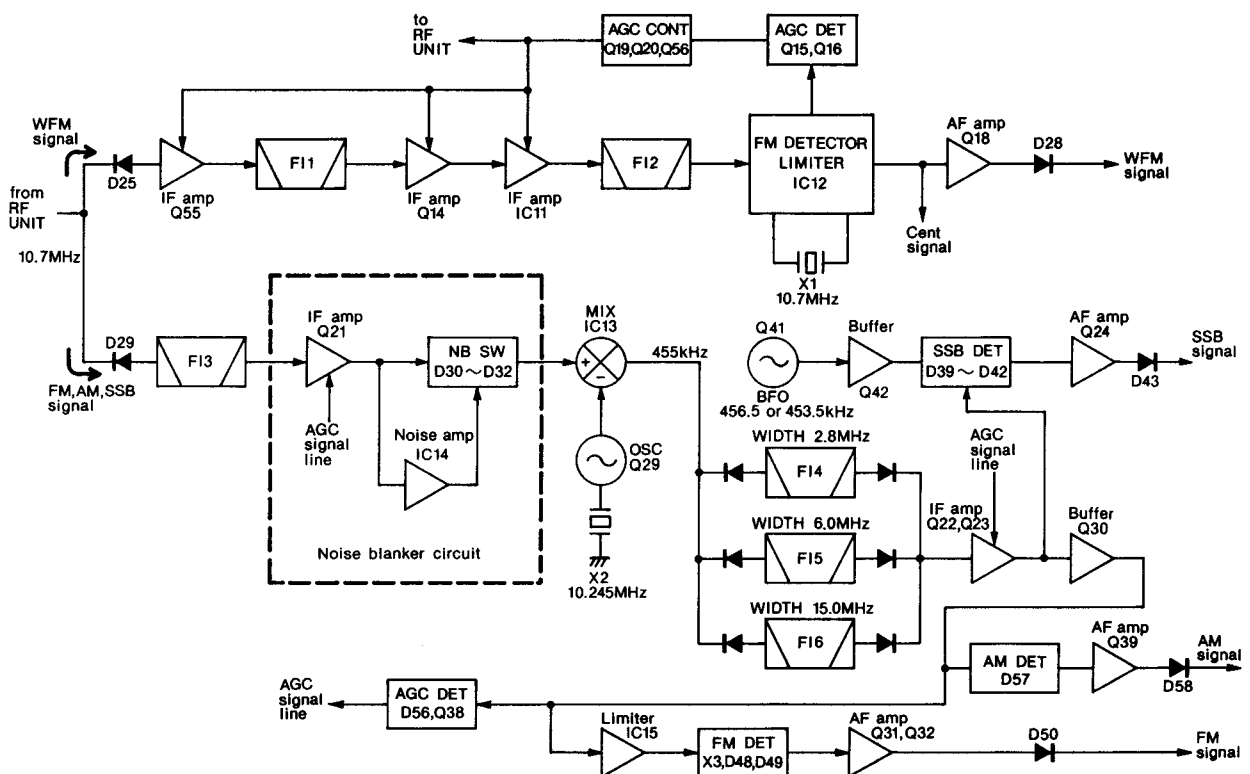 to
RF
UNIT
AGC CONT
Q19,Q20,Q56
AGC DET
Q15,Q16
WFM
signal
D25
IF amp
Q55
FI1
IF amp
Q14
IF amp
IC11
FI2
FM DETECTOR
LIMITER
IC12
AF amp
Q18
D28
WFM
signal
from
RF
UNIT
10.7MHz
Cent
signal
X1
10.7MHz
D29
FI3
FM,AM,SSB
signal
IF amp
Q21
NB SW
D30~D32
AGC
signal
line
Noise amp
IC14
Noise blanker circuit
MIX
IC13
+
−
455kHz
OSC
Q29
X2
10.245MHz
Q41
BFO
456.5 or 453.5kHz
Buffer
Q42
SSB DET
D39~D42
AF amp
Q24
D43
SSB
signal
WIDTH 2.8MHz
FI4
WIDTH 6.0MHz
FI5
WIDTH 15.0MHz
FI6
AGC
signal
line
IF amp
Q22,Q23
Buffer
Q30
AM DET
D57
AF amp
Q39
D58
AM
signal
AGC
signal
line
AGC DET
D56,Q38
Limiter
IC15
FM DET
X3,D48,D49
AF amp
Q31,Q32
D50
FM
signal